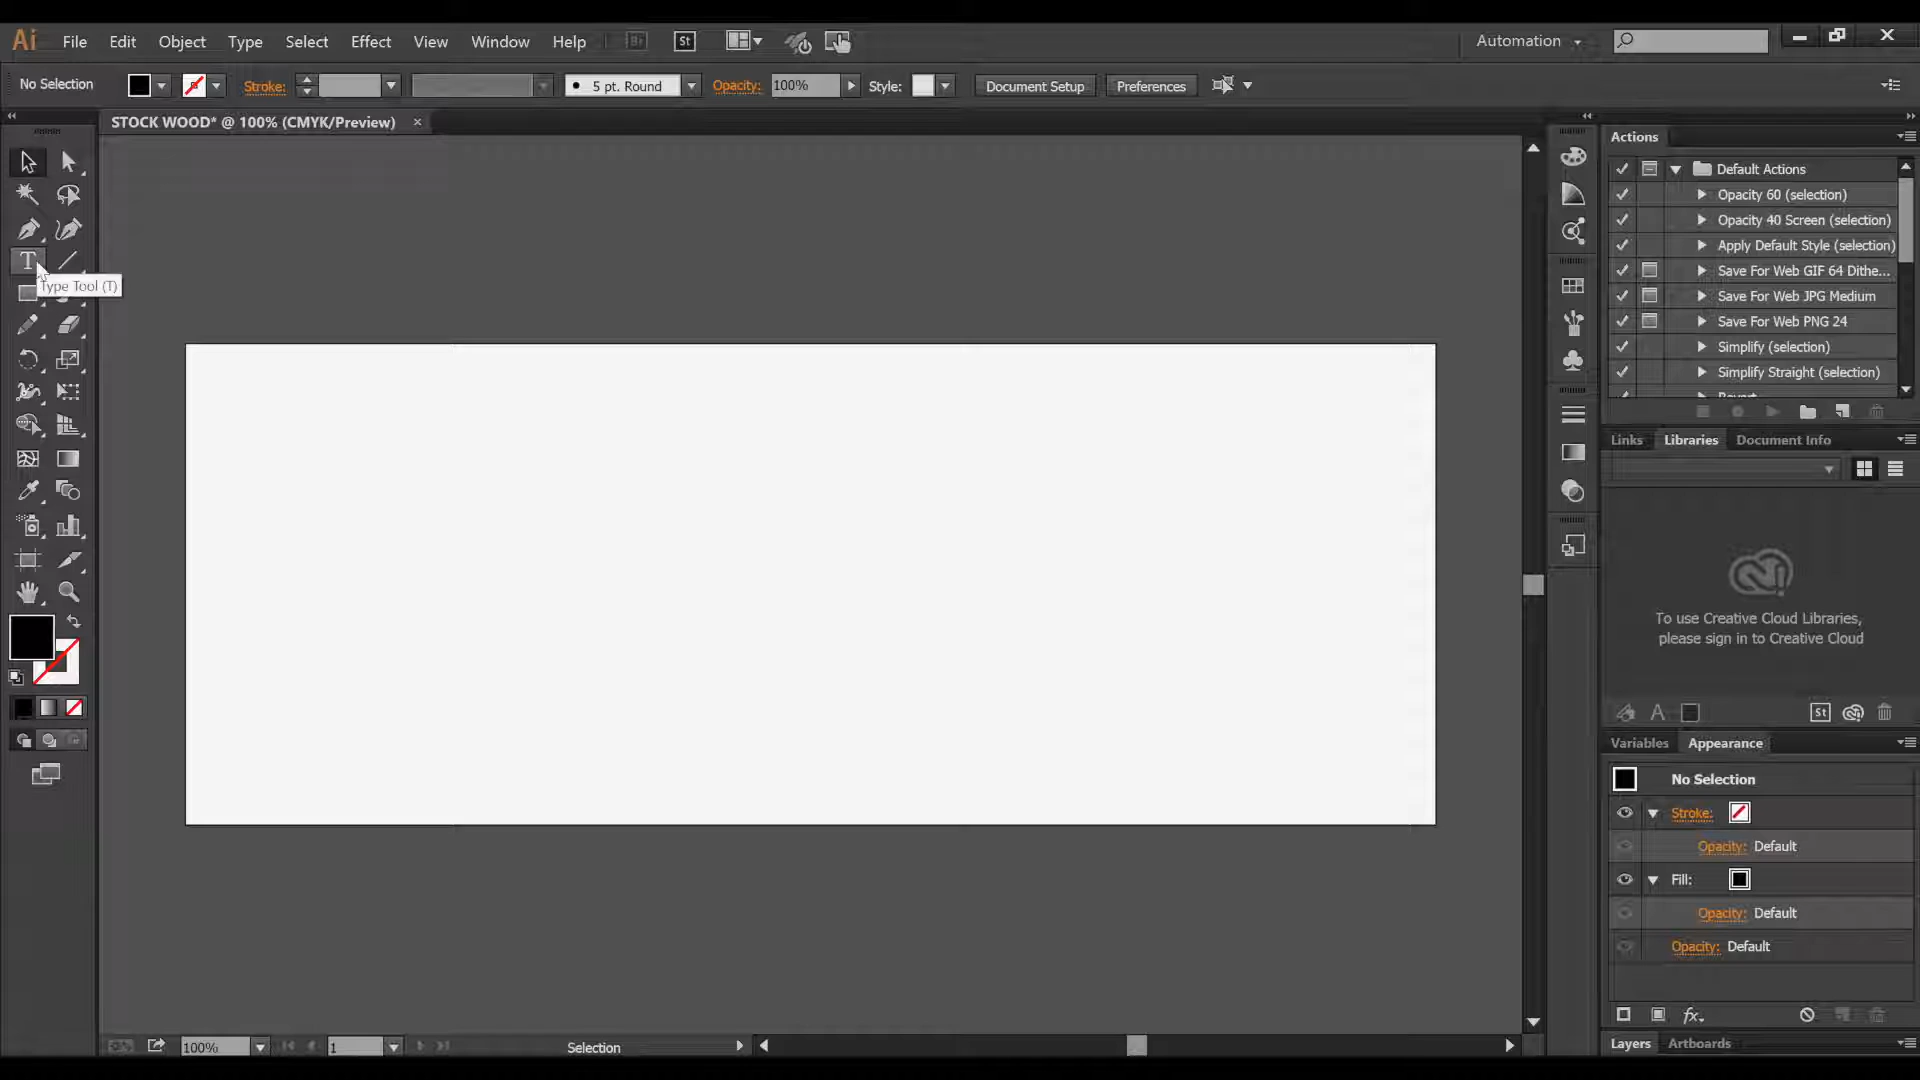 Ai File Edit Object Type Select Effect View Window Help Br St Automation
No Selection Stroke: 5 pt. Round Opacity: 100% Style: Document Setup Preferences
STOCK WOOD* @ 100% (CMYK/Preview) ×
Type Tool (T)
Actions
Default Actions
Opacity 60 (selection)
Opacity 40 Screen (selection)
Apply Default Style (selection)
Save For Web GIF 64 Dithe...
Save For Web JPG Medium
Save For Web PNG 24
Simplify (selection)
Simplify Straight (selection)
Links Libraries Document Info
To use Creative Cloud Libraries,
please sign in to Creative Cloud
St
Variables Appearance
No Selection
Stroke:
Opacity: Default
Fill:
Opacity: Default
Opacity: Default
fx
100% 1 Selection
Layers Artboards